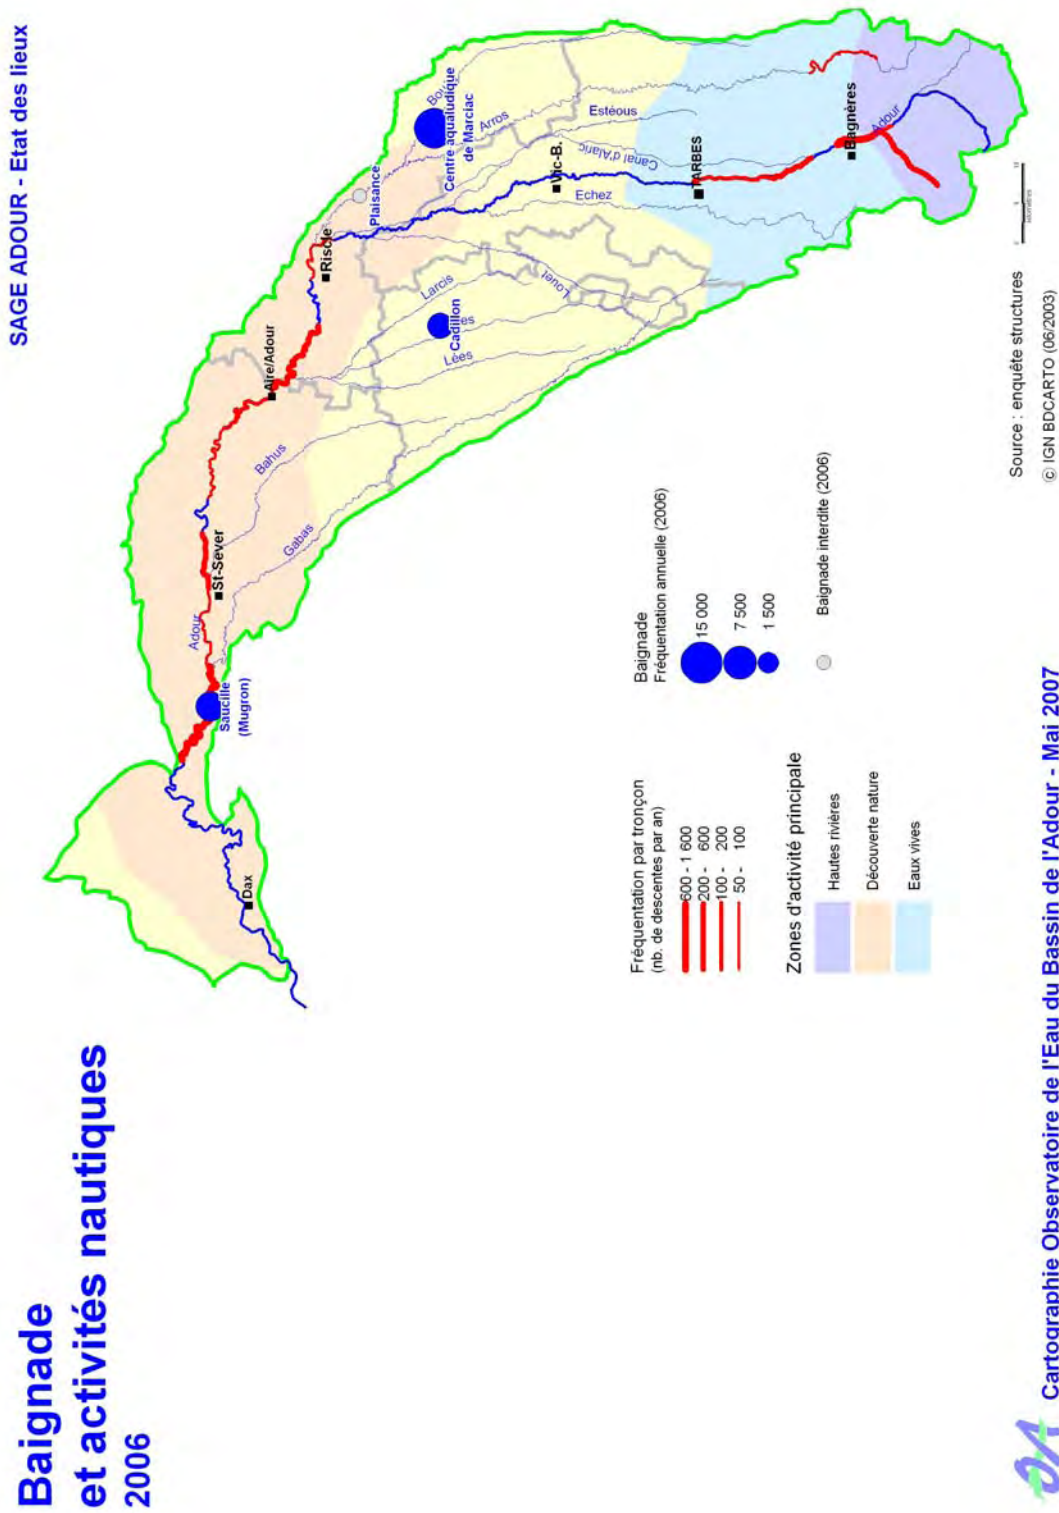 Baignade
et activités nautiques
2006
SAGE ADOUR - Etat des lieux
Dax
Saucille
(Mugron)
Adour
St-Sever
Gabas
Bahus
Aire/Adour
Riscle
Plaisance
Larcis
Cadillon
Lées
Louet
Centre aqualudique
de Marciac
Arros
Estéous
Canal d'Alaric
Vic-B.
Echez
TARBES
Bagnères
Adour
Fréquentation par tronçon
(nb. de descentes par an)
600 - 1 600
200 - 600
100 - 200
50 - 100
Zones d'activité principale
Hautes rivières
Découverte nature
Eaux vives
Baignade
Fréquentation annuelle (2006)
15 000
7 500
1 500
Baignade interdite (2006)
0 5 10
kilomètres
Source : enquête structures
© IGN BDCARTO (06/2003)
Cartographie Observatoire de l'Eau du Bassin de l'Adour - Mai 2007